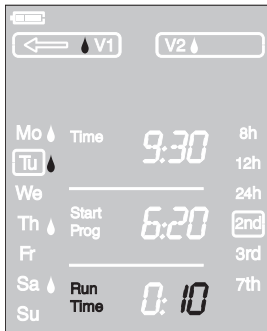 V1 V2
Mo Time 9:30 8h
Tu 12h
We 24h
Th Start Prog 6:20 2nd
Fr 3rd
Sa Run Time 0:10 7th
Su